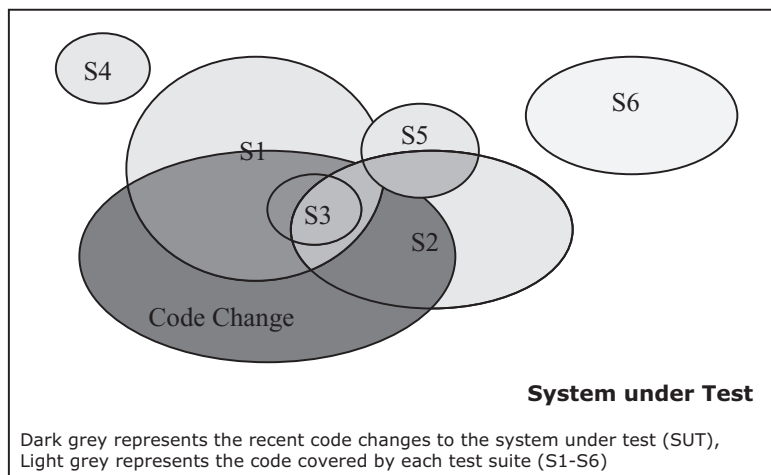 S4
S6
S5
S1
S3
S2
Code Change
System under Test
Dark grey represents the recent code changes to the system under test (SUT),
Light grey represents the code covered by each test suite (S1-S6)